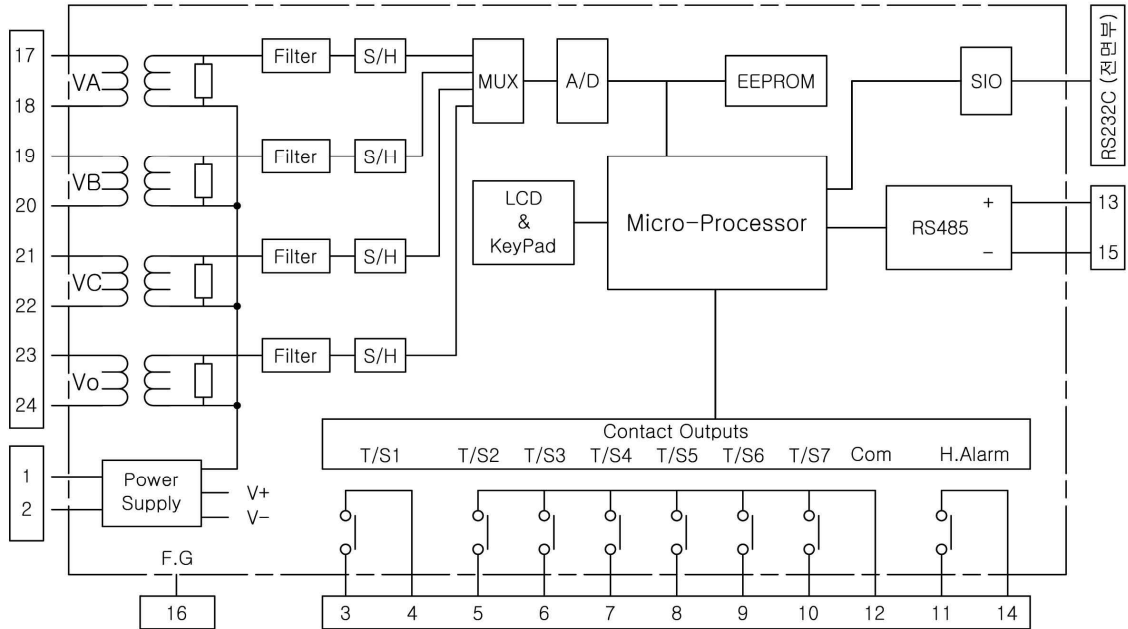 17
VA
18
Filter
S/H
MUX
A/D
EEPROM
SIO
RS232C (전면부)
19
VB
20
Filter
S/H
LCD
&
KeyPad
Micro-Processor
RS485
+
−
13
15
21
VC
22
Filter
S/H
23
Vo
24
Filter
S/H
Contact Outputs
T/S1 T/S2 T/S3 T/S4 T/S5 T/S6 T/S7 Com H.Alarm
1
2
Power
Supply
V+
V-
F.G
16
3 4 5 6 7 8 9 10 12 11 14